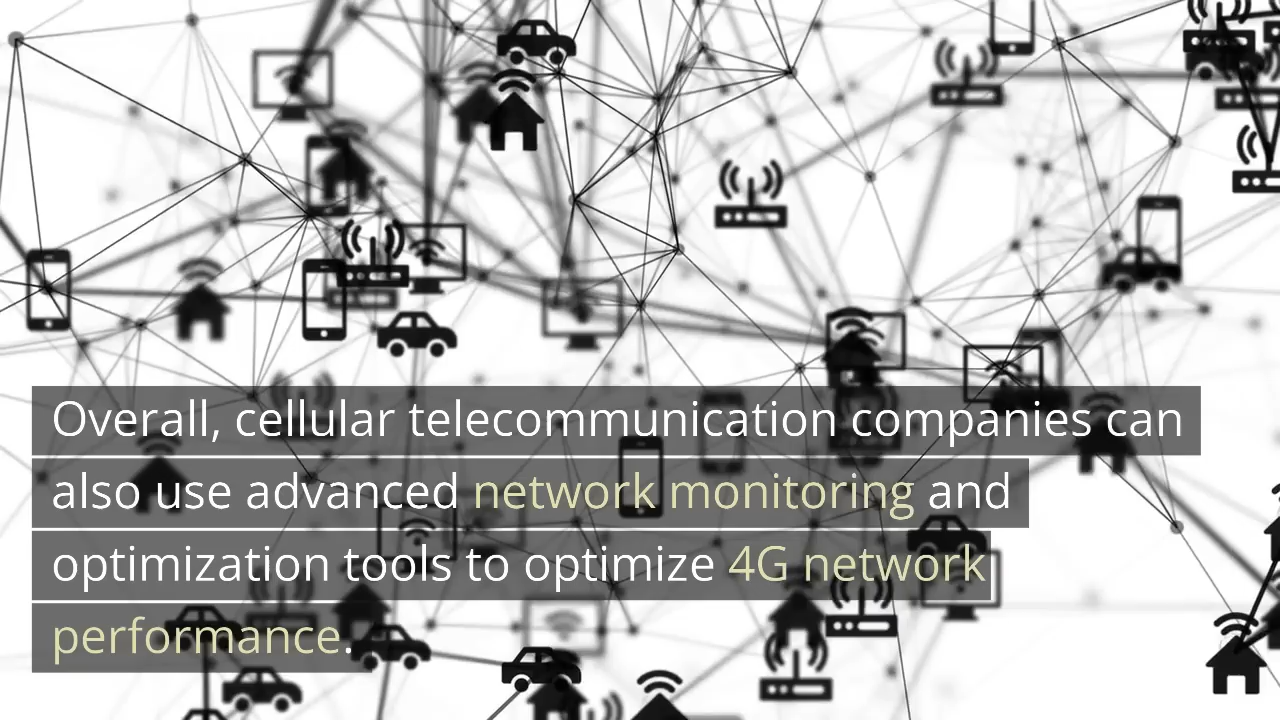 Overall, cellular telecommunication companies can
also use advanced network monitoring and
optimization tools to optimize 4G network
performance.